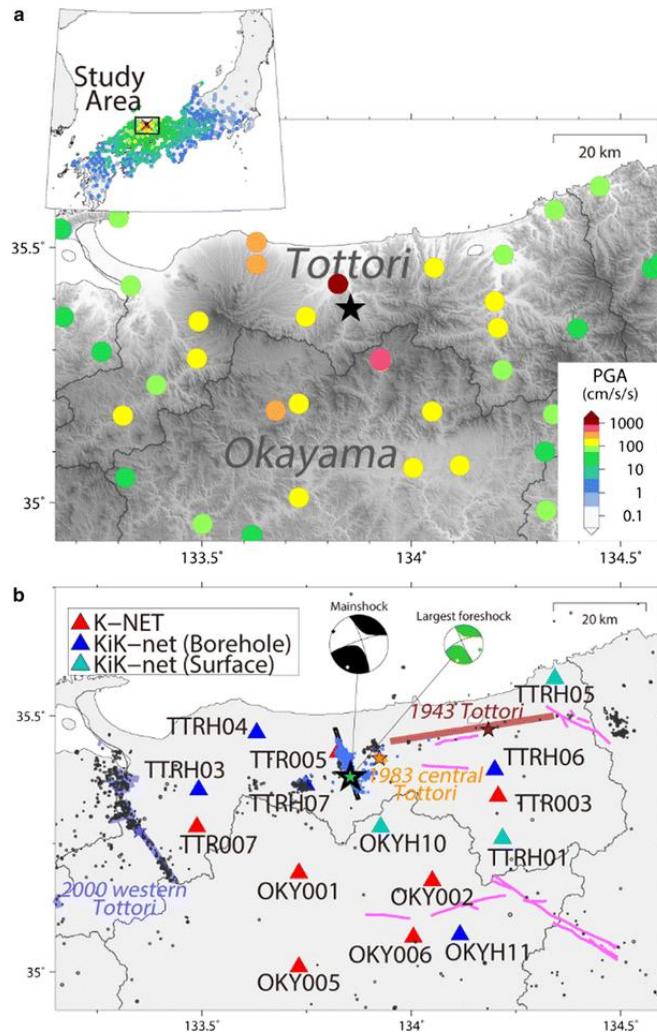 a
Study
Area
20 km
35.5˚
Tottori
PGA
(cm/s/s)
1000
100
10
1
0.1
Okayama
35˚
133.5˚
134˚
134.5˚
b
K−NET
KiK−net (Borehole)
KiK−net (Surface)
Mainshock
Largest foreshock
20 km
TTRH05
1943 Tottori
35.5˚
TTRH04
TTR005
TTRH06
1983 central
Tottori
TTRH03
TTRH07
TTR003
TTR007
OKYH10
TTRH01
2000 western
Tottori
OKY001
OKY002
OKY006
OKYH11
OKY005
35˚
133.5˚
134˚
134.5˚